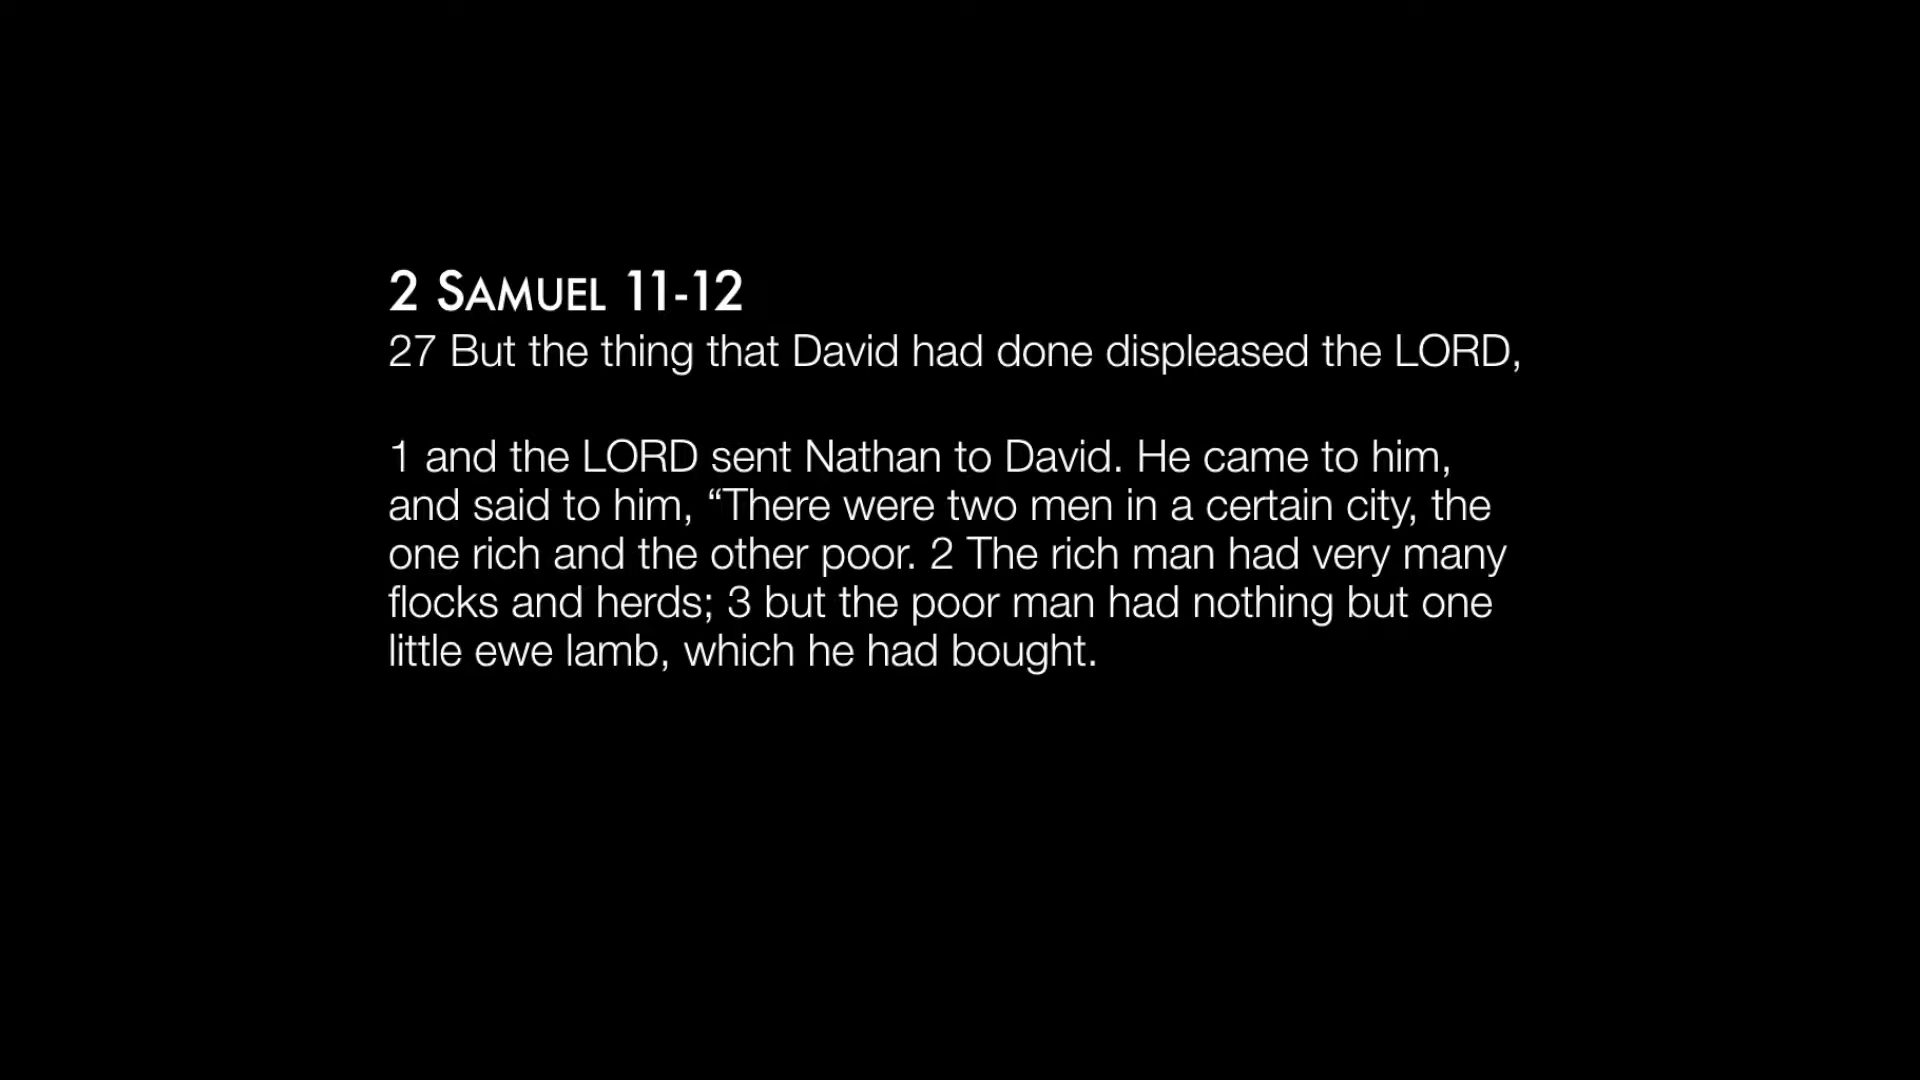 2 SAMUEL 11-12
27 But the thing that David had done displeased the LORD,
1 and the LORD sent Nathan to David. He came to him,
and said to him, “There were two men in a certain city, the
one rich and the other poor. 2 The rich man had very many
flocks and herds; 3 but the poor man had nothing but one
little ewe lamb, which he had bought.